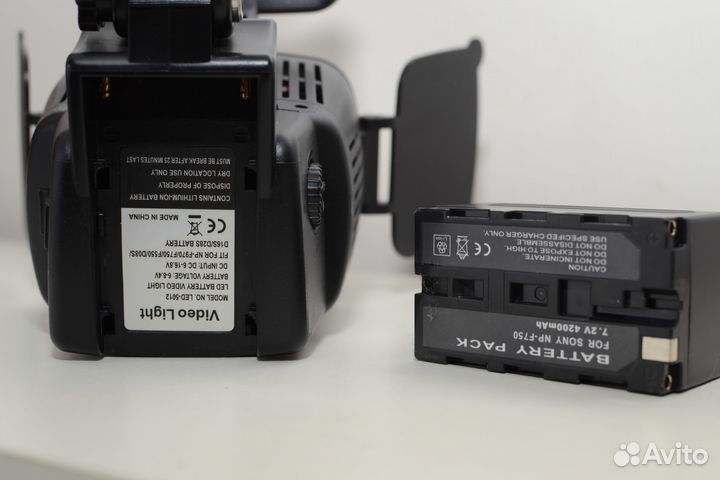 Video Light
MODEL NO. LED-5012
LED BATTERY VIDEO LIGHT
BATTERY VOLTAGE: 6-8.4V
DC INPUT: DC 6-16.8V
FIT FOR NP-F970/F750/F550/D08S/
D16S/D28S BATTERY
MADE IN CHINA
CE
CONTAINS LITHIUM-ION BATTERY
DISPOSE OF PROPERLY
DRY LOCATION USE ONLY
MUST BE BREAK AFTER 25 MINUTES LAST
BATTERY PACK
FOR SONY NP-F750
7.2V 4200mAh
CE
CAUTION
DO NOT INCINERATE.
DO NOT EXPOSE TO HIGH
DO NOT DISASSEMBLE.
USE SPECIFED CHARGER ONLY.
Avito